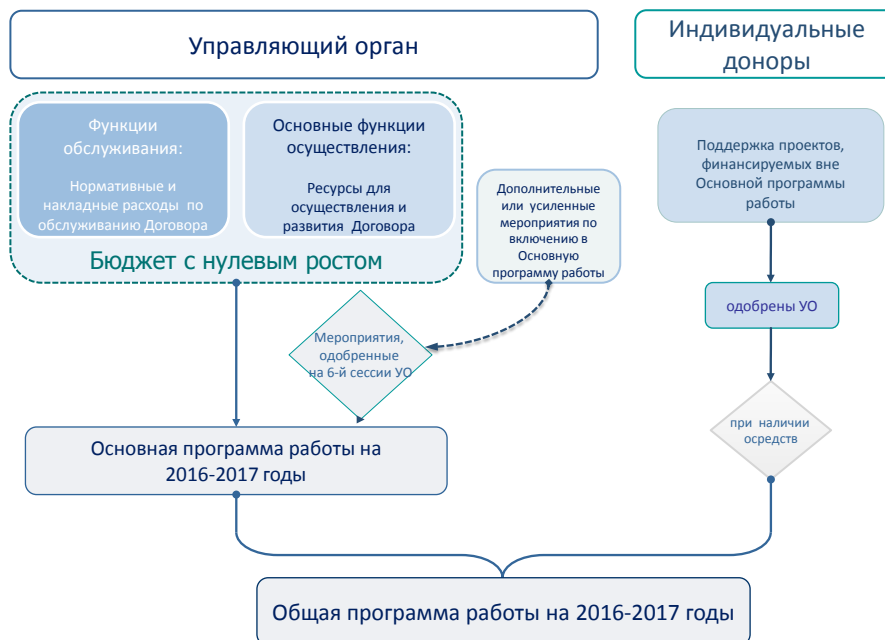 Управляющий орган
Индивидуальные
доноры
Функции
обслуживания:
Нормативные и
накладные расходы по
обслуживанию Договора
Основные функции
осуществления:
Ресурсы для
осуществления и
развития Договора
Бюджет с нулевым ростом
Дополнительные
или усиленные
мероприятия по
включению в
Основную
программу работы
Поддержка проектов,
финансируемых вне
Основной программы
работы
одобрены УО
Мероприятия,
одобренные
на 6-й сессии УО
при наличии
осредств
Основная программа работы на
2016-2017 годы
Общая программа работы на 2016-2017 годы